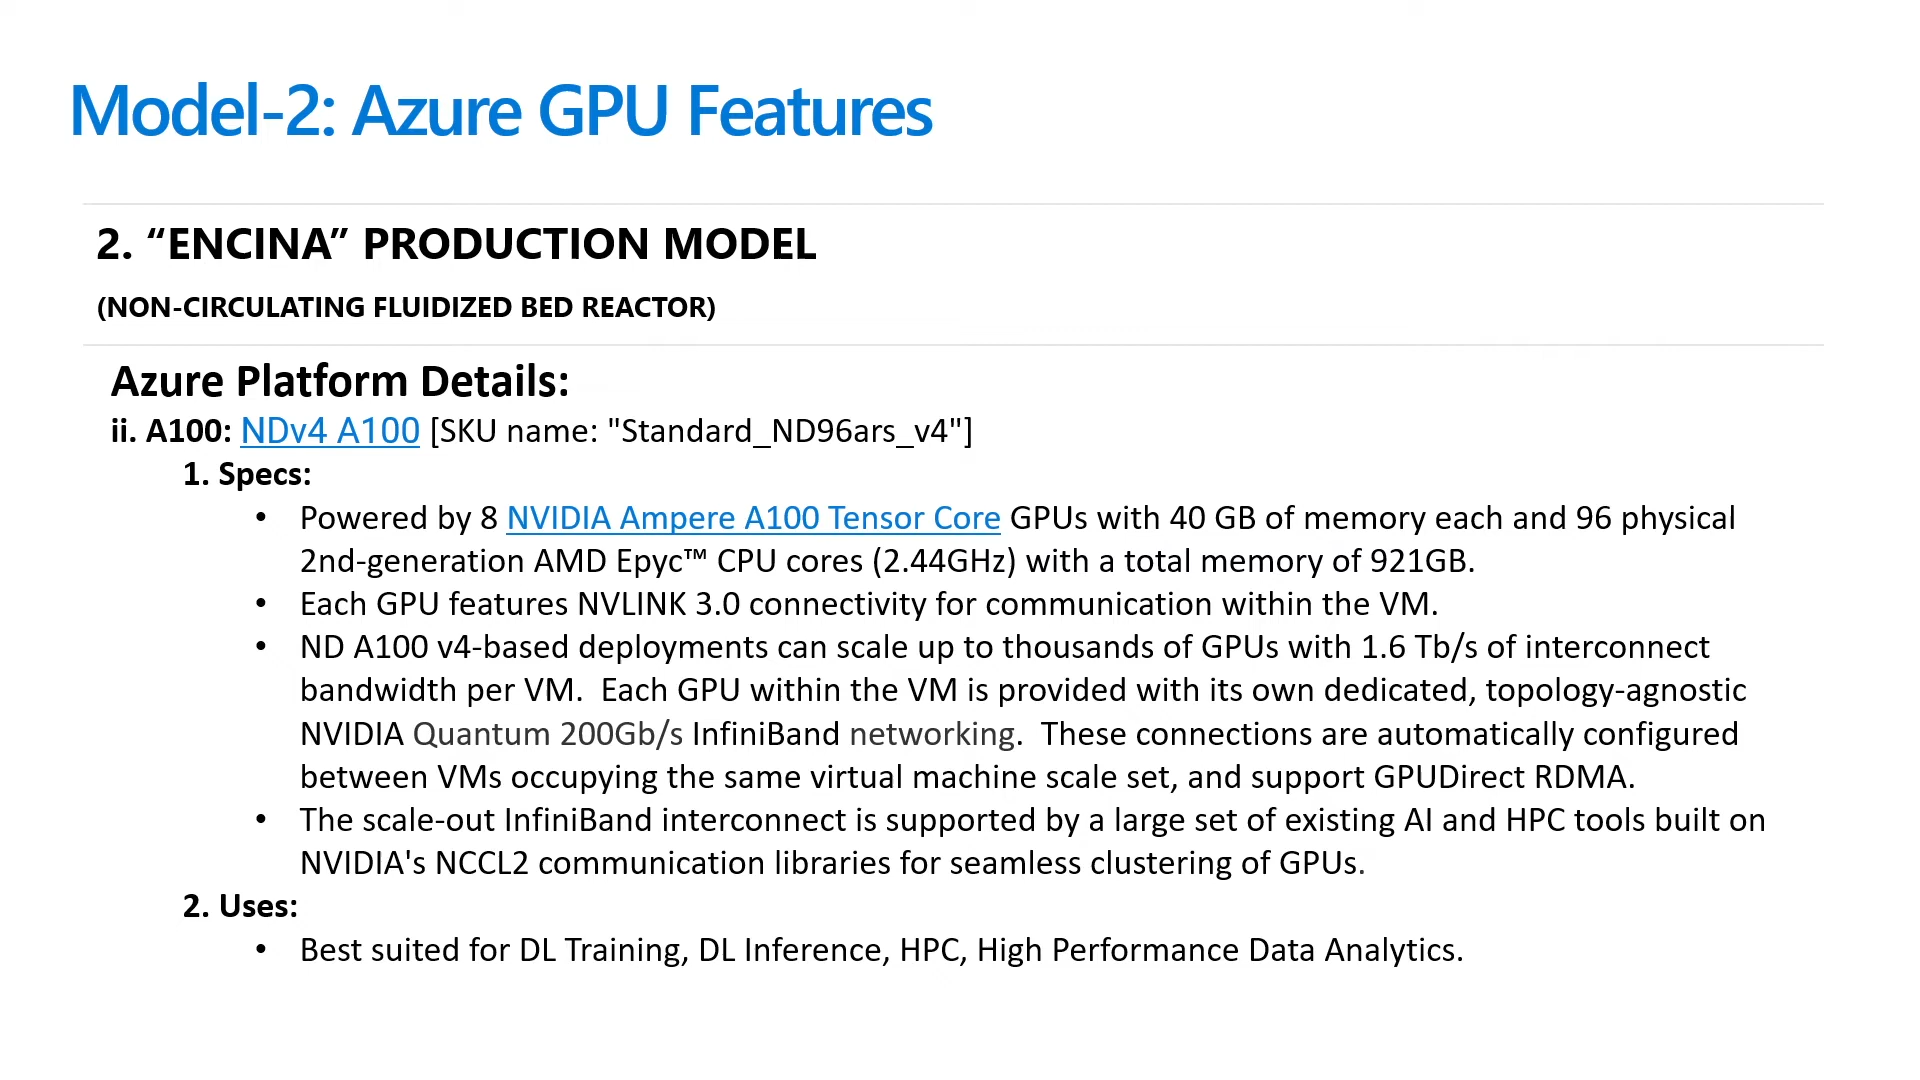 Model-2: Azure GPU Features
2. “ENCINA” PRODUCTION MODEL
(NON-CIRCULATING FLUIDIZED BED REACTOR)
Azure Platform Details:
ii. A100: NDv4 A100 [SKU name: "Standard_ND96ars_v4"]
1. Specs:
• Powered by 8 NVIDIA Ampere A100 Tensor Core GPUs with 40 GB of memory each and 96 physical
2nd-generation AMD Epyc™ CPU cores (2.44GHz) with a total memory of 921GB.
• Each GPU features NVLINK 3.0 connectivity for communication within the VM.
• ND A100 v4-based deployments can scale up to thousands of GPUs with 1.6 Tb/s of interconnect
bandwidth per VM.  Each GPU within the VM is provided with its own dedicated, topology-agnostic
NVIDIA Quantum 200Gb/s InfiniBand networking.  These connections are automatically configured
between VMs occupying the same virtual machine scale set, and support GPUDirect RDMA.
• The scale-out InfiniBand interconnect is supported by a large set of existing AI and HPC tools built on
NVIDIA's NCCL2 communication libraries for seamless clustering of GPUs.
2. Uses:
• Best suited for DL Training, DL Inference, HPC, High Performance Data Analytics.